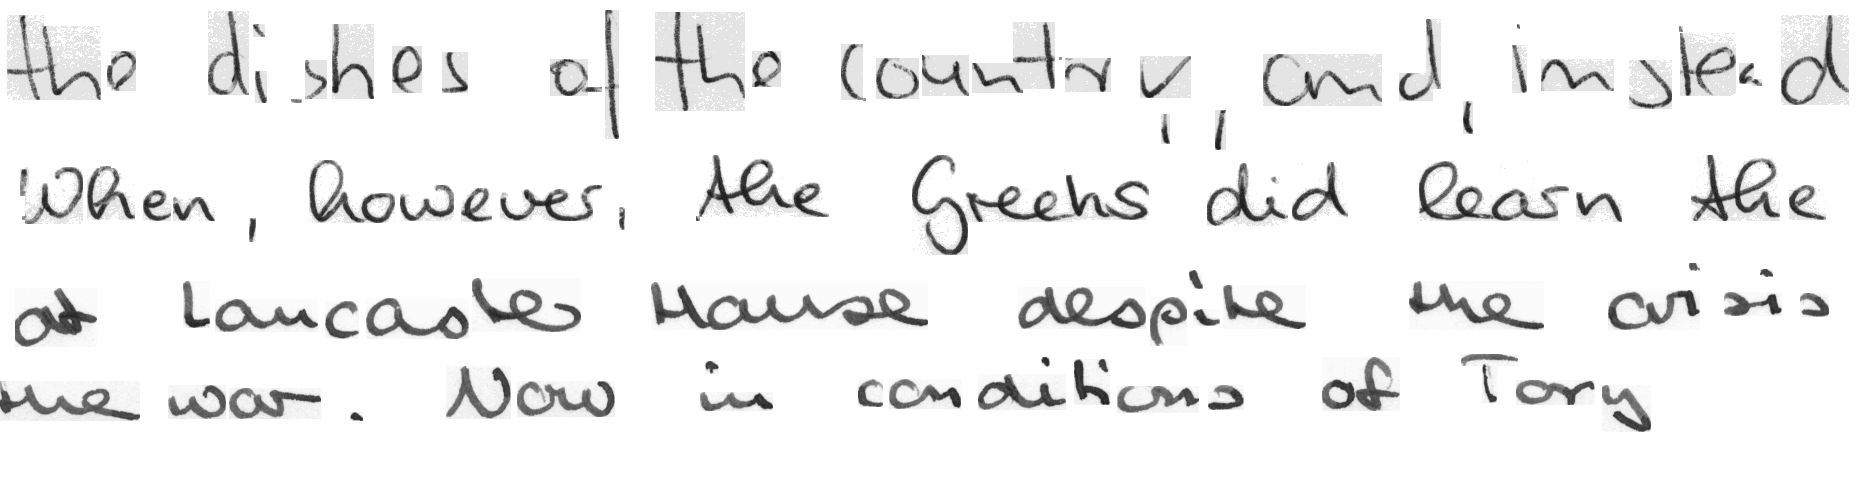 the dishes of the country, and, instead
When, however, the Greeks did learn the
at Lancaster House despite the crisis
the war. Now in conditions of Tory